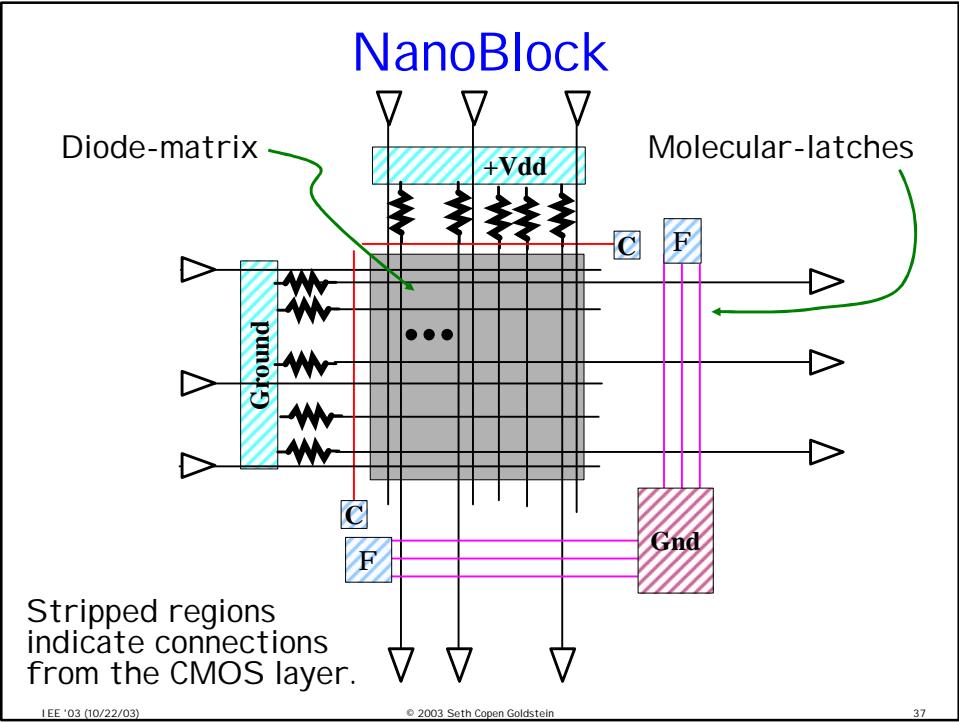 NanoBlock
Diode-matrix
Molecular-latches
+Vdd
C
F
Ground
•••
C
F
Gnd
Stripped regions
indicate connections
from the CMOS layer.
IEE '03 (10/22/03)
© 2003 Seth Copen Goldstein
37